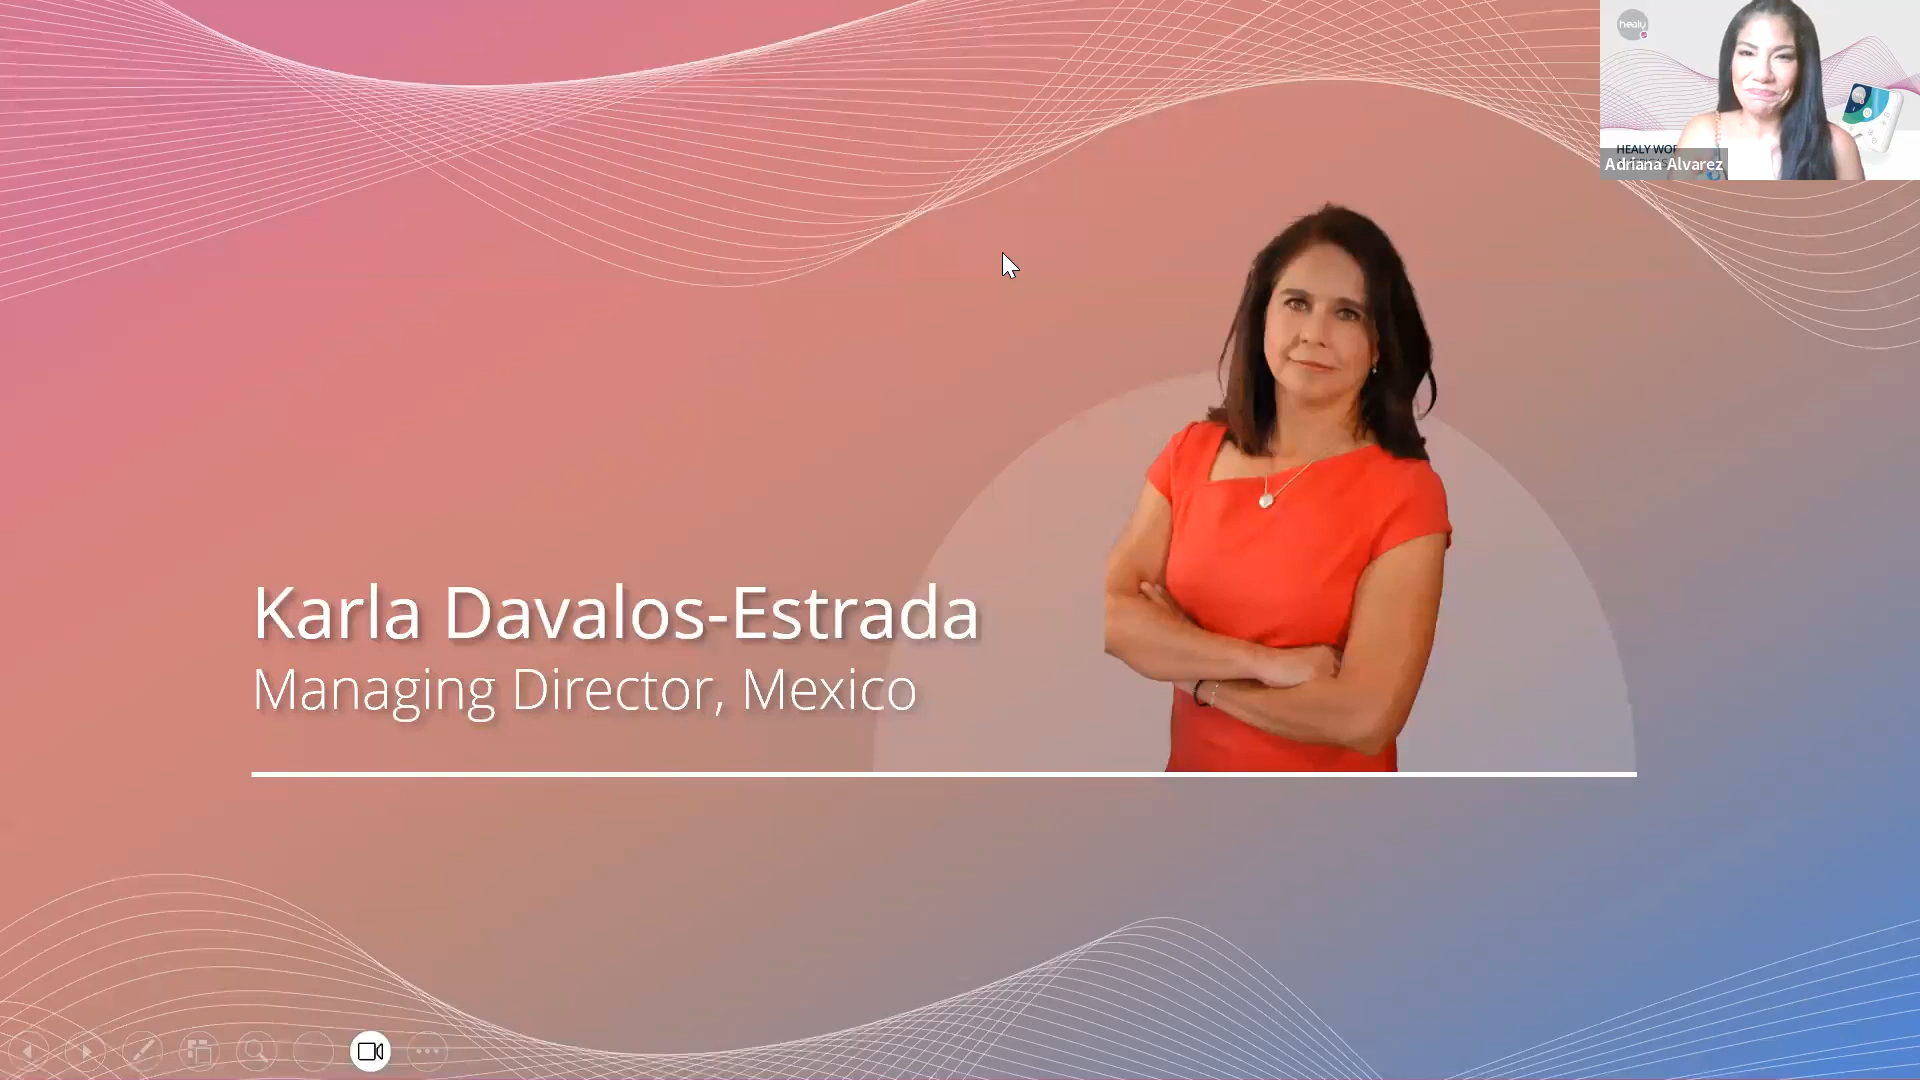 healy
HEALY WOR
Adriana Alvarez
Karla Davalos-Estrada
Managing Director, Mexico